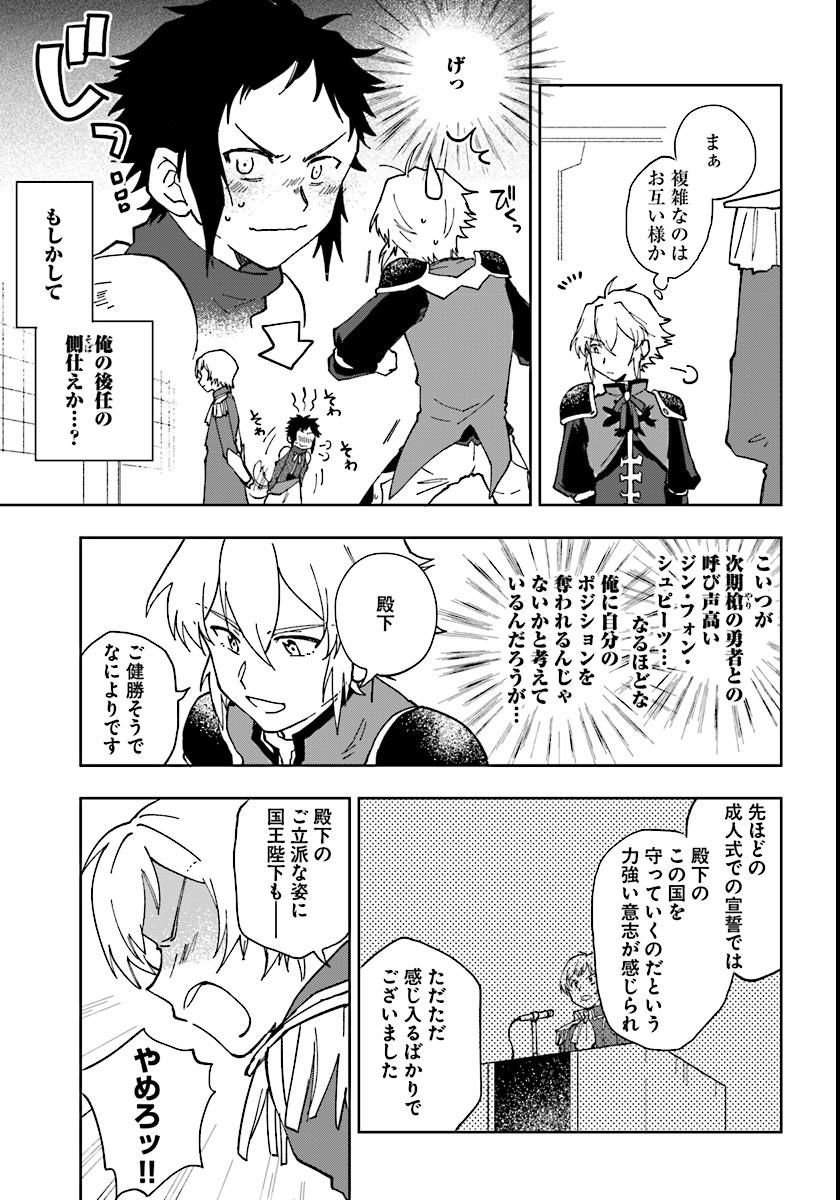 まぁ
複雑なのは
お互い様か
げっ
びくっ
じっ…
そわ
そわ
そわ
もしかして
俺の後任の
側仕えか…?
そば
こいつが
次期槍の勇者との
やり
呼び声高い
ジン・フォン・
シュピーツ…
なるほどな
俺に自分の
ポジションを
奪われるんじゃ
ないかと考えて
いるんだろうが…
殿下
ご健勝そうで
なによりです
先ほどの
成人式での宣誓では
殿下の
この国を
守っていくのだという
力強い意志が感じられ
ただただ
感じ入るばかりで
ございました
殿下の
ご立派な姿に
国王陛下も──
やめろッ!!